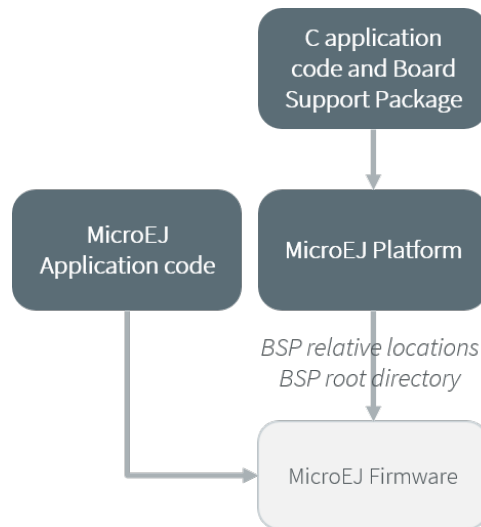 C application
code and Board
Support Package
MicroEJ
Application code
MicroEJ Platform
BSP relative locations
BSP root directory
MicroEJ Firmware